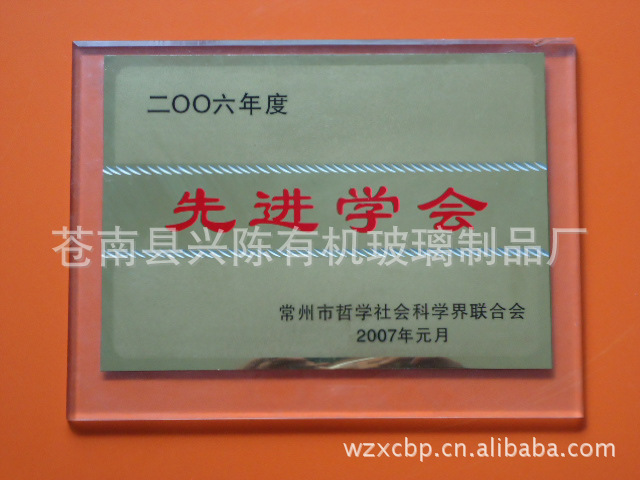 二OO六年度
先进学会
苍南县兴陈有机玻璃制品厂
常州市哲学社会科学界联合会
2007年元月
wzxcbp.cn.alibaba.com